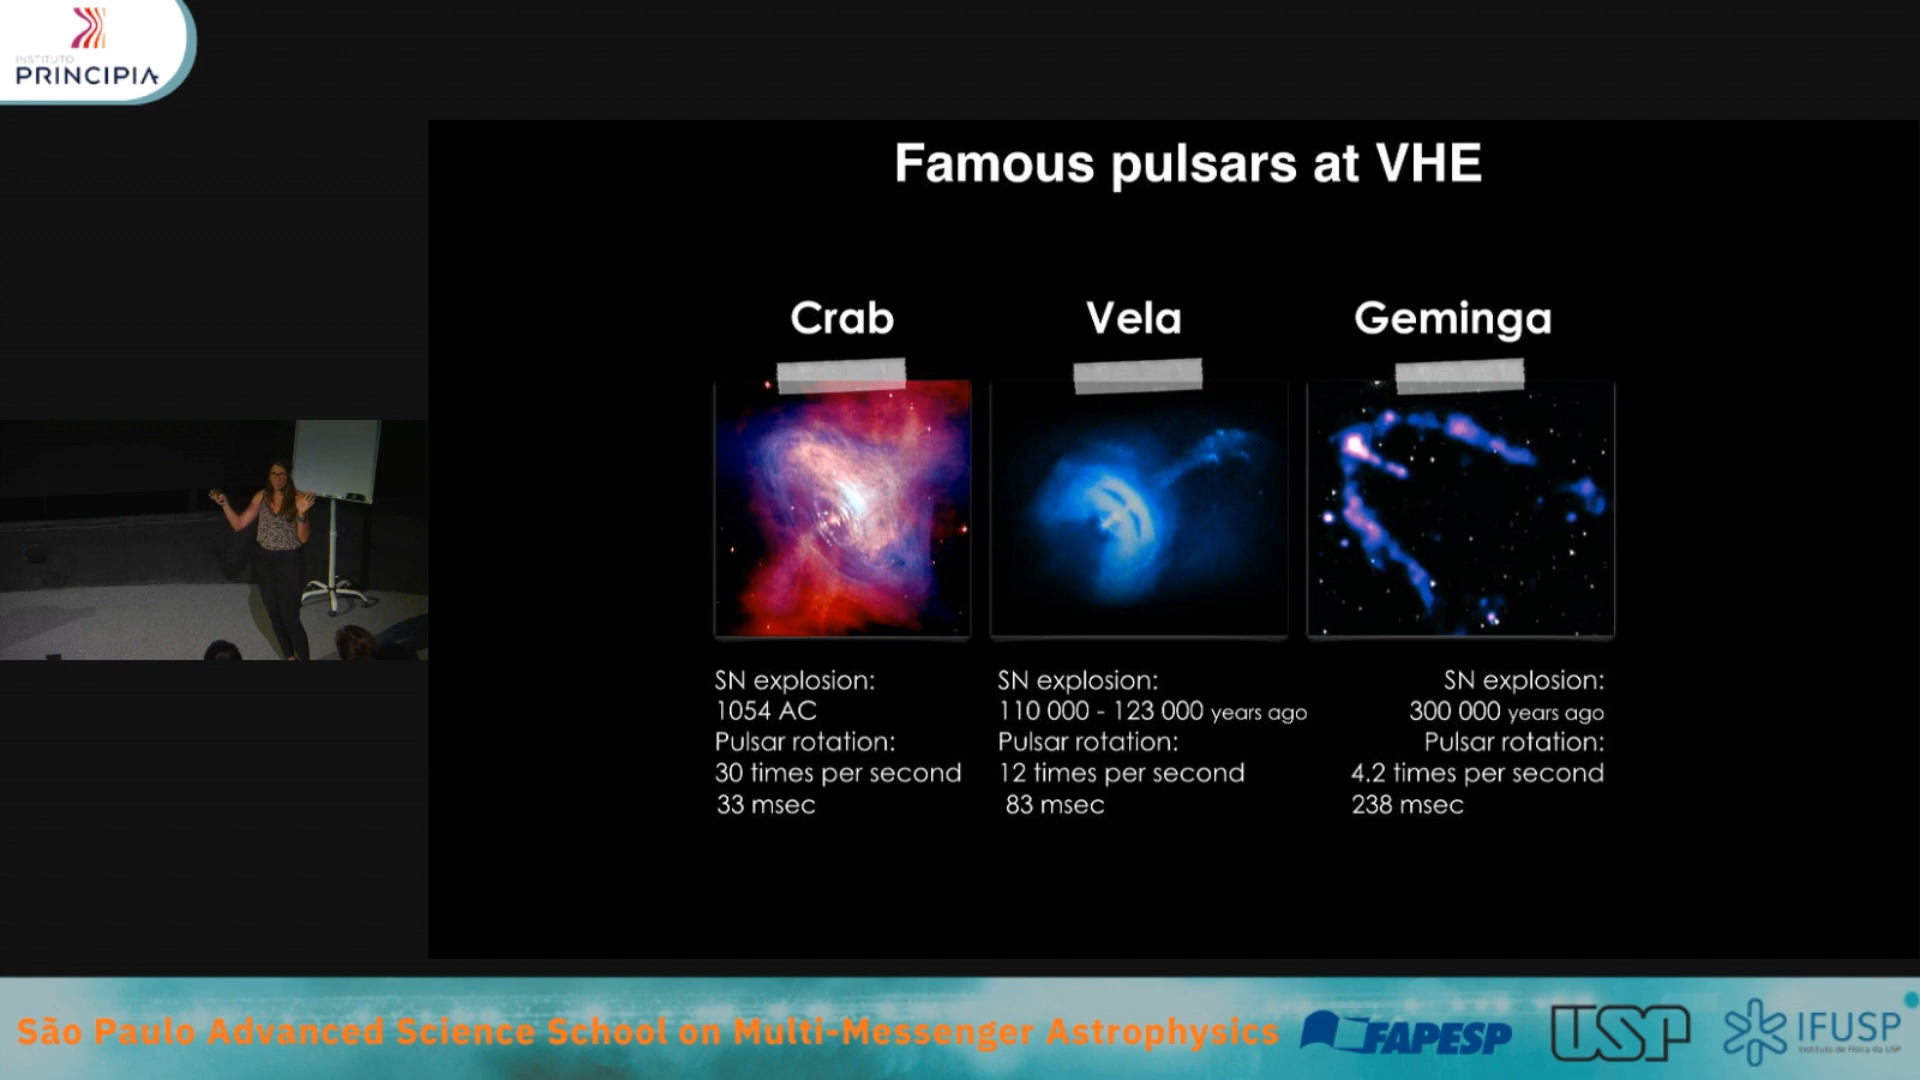 INSTITUTO
PRINCIPIA
Famous pulsars at VHE
Crab
Vela
Geminga
SN explosion:
1054 AC
Pulsar rotation:
30 times per second
33 msec
SN explosion:
110 000 - 123 000 years ago
Pulsar rotation:
12 times per second
83 msec
SN explosion:
300 000 years ago
Pulsar rotation:
4.2 times per second
238 msec
São Paulo Advanced Science School on Multi-Messenger Astrophysics
FAPESP
USP
IFUSP
Instituto de Física da USP